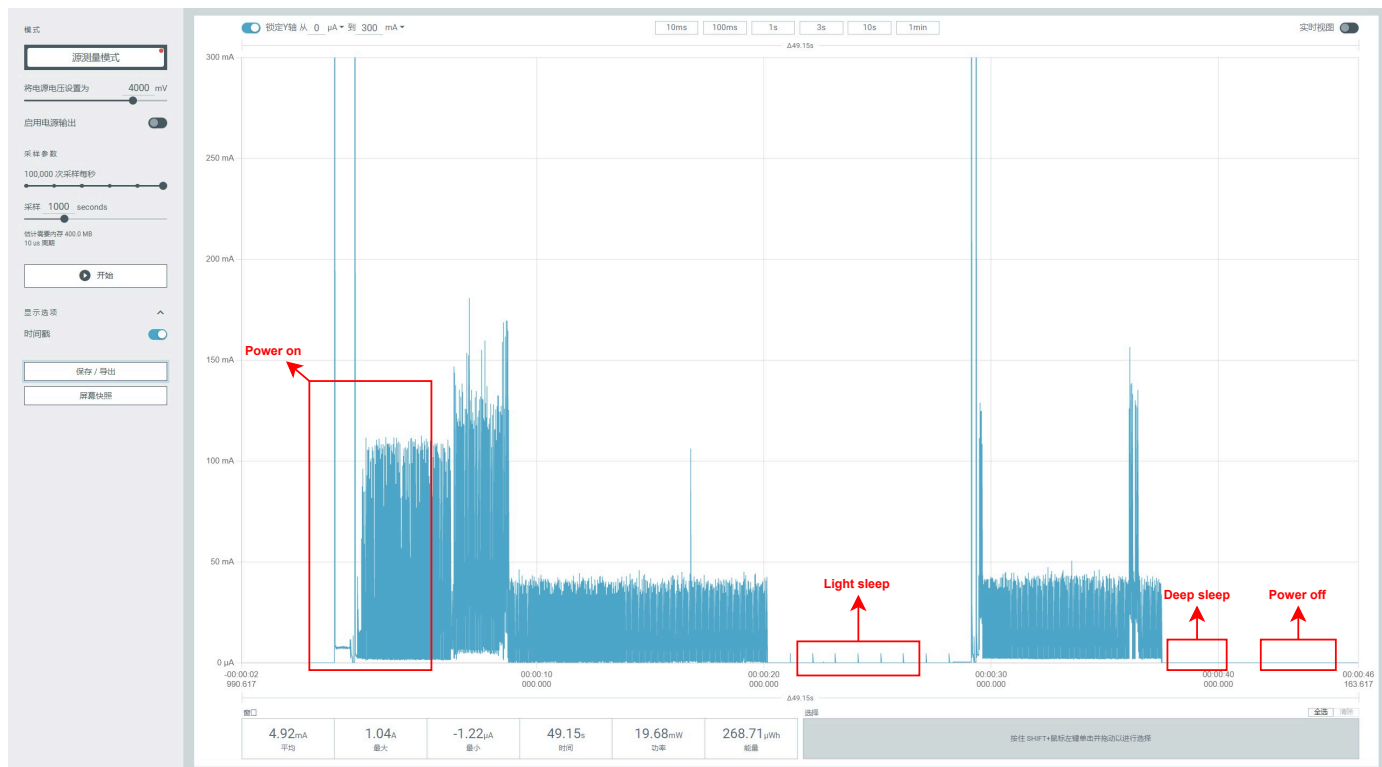 模式
源测量模式
将电源电压设置为 4000 mV
启用电源输出
采样参数
100,000 次采样每秒
采样 1000 seconds
估计需要内存 400.0 MB
10 us 周期
开始
显示选项
时间戳
保存 / 导出
屏幕快照
锁定Y轴 从 0 μA 到 300 mA
10ms 100ms 1s 3s 10s 1min
实时视图
Δ49.15s
300 mA
250 mA
200 mA
150 mA
100 mA
50 mA
0 μA
Power on
Light sleep
Deep sleep
Power off
-00:00:02 00:00:10 00:00:20 00:00:30 00:00:40 00:00:46
990.617 000.000 000.000 000.000 000.000 163.617
Δ49.15s
窗口
4.92mA 1.04A -1.22μA 49.15s 19.68mW 268.71μWh
平均 最大 最小 时间 功率 能量
选择
全选 清除
按住 SHIFT+鼠标左键单击并拖动以进行选择